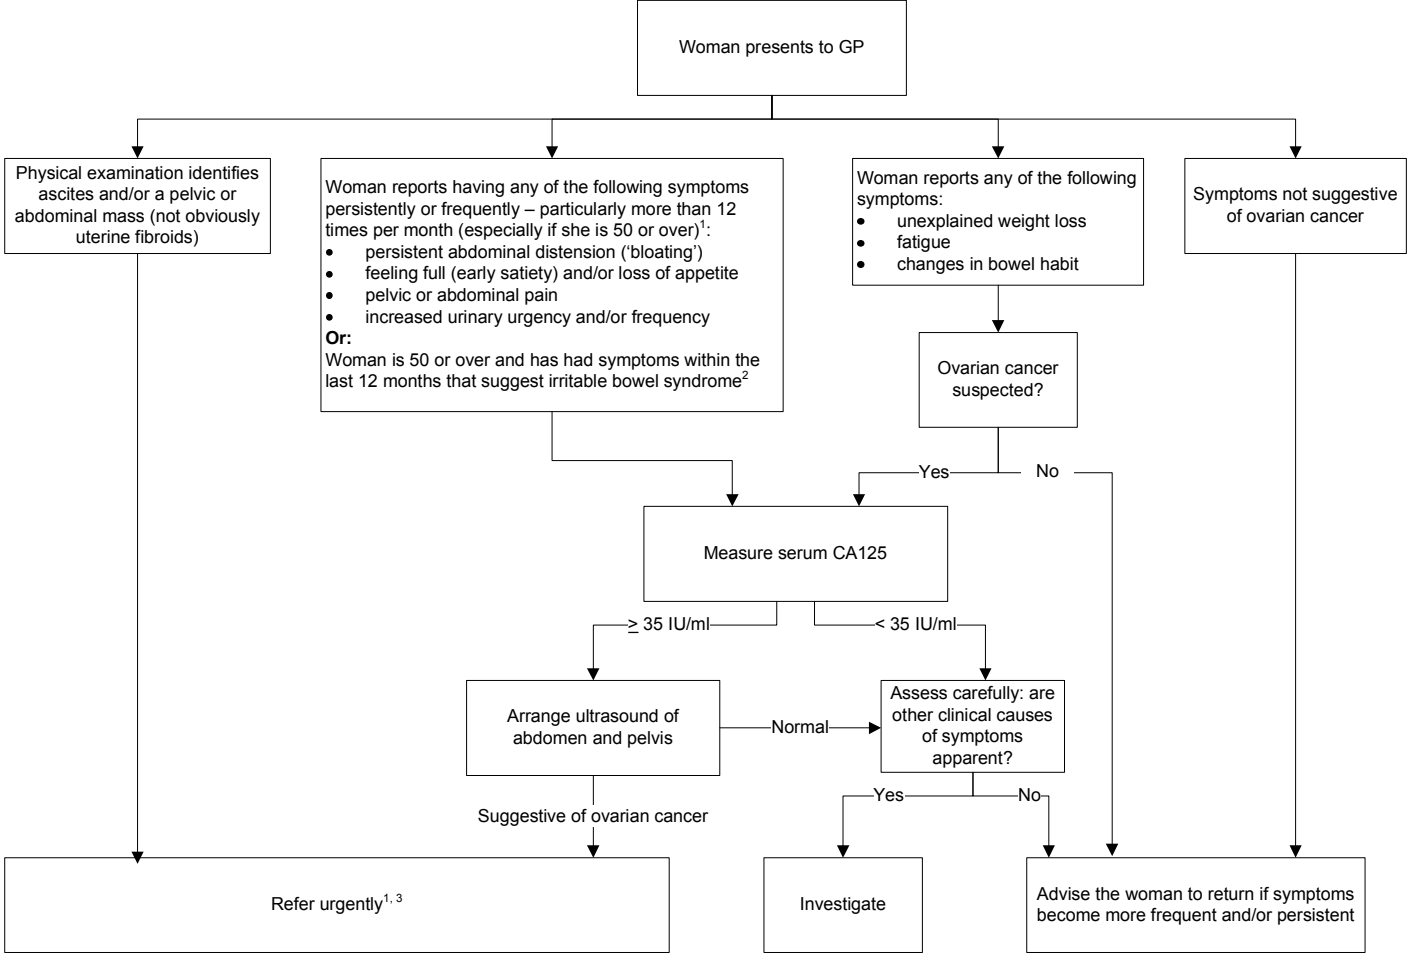 Woman presents to GP
Physical examination identifies
ascites and/or a pelvic or
abdominal mass (not obviously
uterine fibroids)
Woman reports having any of the following symptoms
persistently or frequently – particularly more than 12
times per month (especially if she is 50 or over)1:
• persistent abdominal distension (‘bloating’)
• feeling full (early satiety) and/or loss of appetite
• pelvic or abdominal pain
• increased urinary urgency and/or frequency
Or:
Woman is 50 or over and has had symptoms within the
last 12 months that suggest irritable bowel syndrome2
Woman reports any of the following
symptoms:
• unexplained weight loss
• fatigue
• changes in bowel habit
Symptoms not suggestive
of ovarian cancer
Ovarian cancer
suspected?
Yes
No
Measure serum CA125
≥ 35 IU/ml
< 35 IU/ml
Arrange ultrasound of
abdomen and pelvis
Normal
Assess carefully: are
other clinical causes
of symptoms
apparent?
Suggestive of ovarian cancer
Yes
No
Refer urgently1, 3
Investigate
Advise the woman to return if symptoms
become more frequent and/or persistent